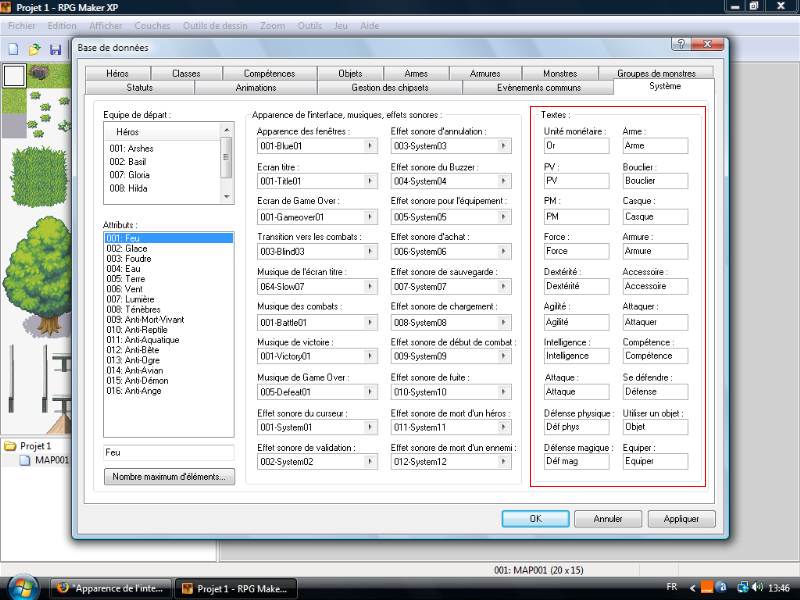 Projet 1 - RPG Maker XP
Fichier Edition Afficher Couches Outils de dessin Zoom Outils Jeu Aide
Base de données
Héros Classes Compétences Objets Armes Armures Monstres Groupes de monstres
Statuts Animations Gestion des chipsets Evènements communs Système
Equipe de départ :
Héros
001: Arshes
002: Basil
007: Gloria
008: Hilda
Attributs :
001: Feu
002: Glace
003: Foudre
004: Eau
005: Terre
006: Vent
007: Lumière
008: Ténèbres
009: Anti-Mort-Vivant
010: Anti-Reptile
011: Anti-Aquatique
012: Anti-Bête
013: Anti-Ogre
014: Anti-Avian
015: Anti-Démon
016: Anti-Ange
Feu
Nombre maximum d'éléments...
Apparence de l'interface, musiques, effets sonores :
Apparence des fenêtres :
001-Blue01
Ecran titre :
001-Title01
Ecran de Game Over :
001-Gameover01
Transition vers les combats :
003-Blind03
Musique de l'écran titre :
064-Slow07
Musique des combats :
001-Battle01
Musique de victoire :
001-Victory01
Musique de Game Over :
005-Defeat01
Effet sonore du curseur :
001-System01
Effet sonore de validation :
002-System02
Effet sonore d'annulation :
003-System03
Effet sonore du Buzzer :
004-System04
Effet sonore pour l'équipement :
005-System05
Effet sonore d'achat :
006-System06
Effet sonore de sauvegarde :
007-System07
Effet sonore de chargement :
008-System08
Effet sonore de début de combat :
009-System09
Effet sonore de fuite :
010-System10
Effet sonore de mort d'un héros :
011-System11
Effet sonore de mort d'un ennemi :
012-System12
Textes :
Unité monétaire :
Or
PV :
PV
PM :
PM
Force :
Force
Dextérité :
Dextérité
Agilité :
Agilité
Intelligence :
Intelligence
Attaque :
Attaque
Défense physique :
Déf phys
Défense magique :
Déf mag
Arme :
Arme
Bouclier :
Bouclier
Casque :
Casque
Armure :
Armure
Accessoire :
Accessoire
Attaquer :
Attaquer
Compétence :
Compétence
Se défendre :
Défense
Utiliser un objet :
Objet
Equiper :
Equiper
OK Annuler Appliquer
Projet 1
MAP001
001: MAP001 (20 x 15)
"Apparence de l'inte... Projet 1 - RPG Make... FR 13:46